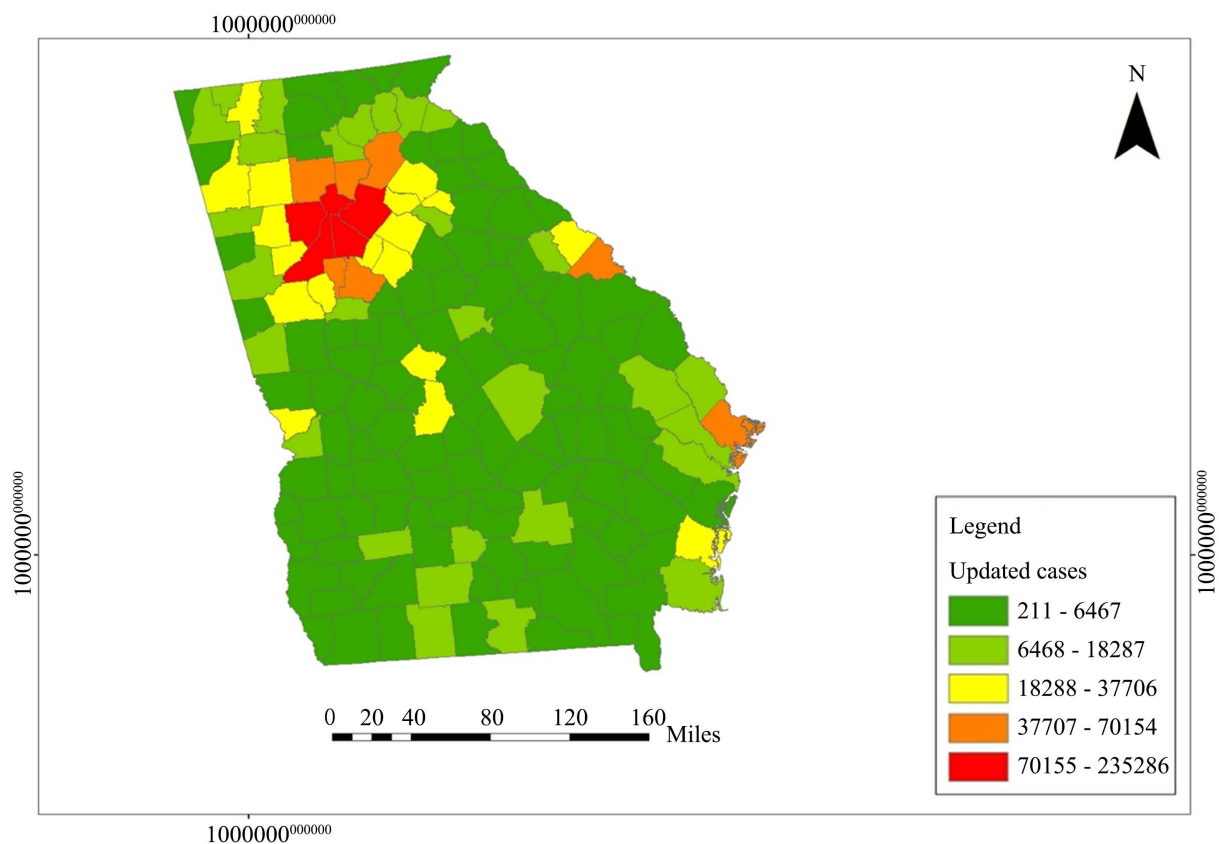 1000000000000
N
1000000000000
1000000000000
Legend
Updated cases
211 - 6467
6468 - 18287
18288 - 37706
37707 - 70154
70155 - 235286
0 20 40 80 120 160 Miles
1000000000000